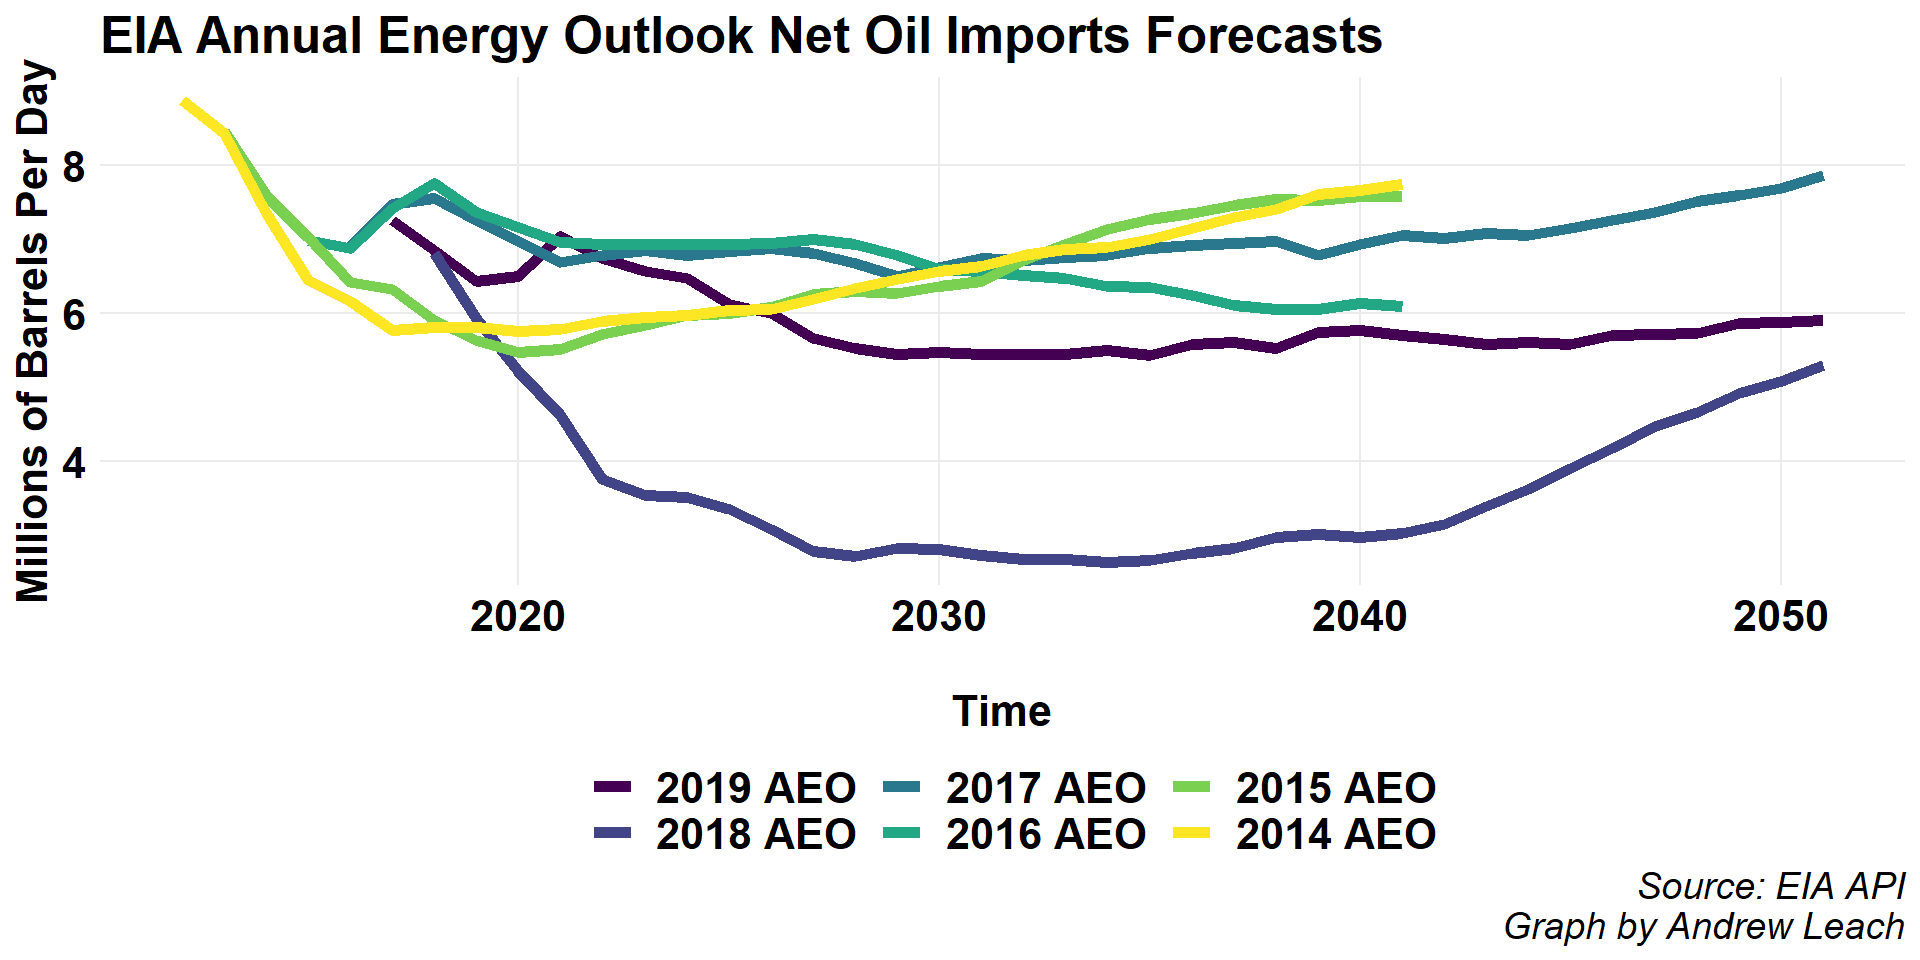 EIA Annual Energy Outlook Net Oil Imports Forecasts
Millions of Barrels Per Day
8
6
4
2020 2030 2040 2050
Time
2019 AEO 2017 AEO 2015 AEO
2018 AEO 2016 AEO 2014 AEO
Source: EIA API
Graph by Andrew Leach